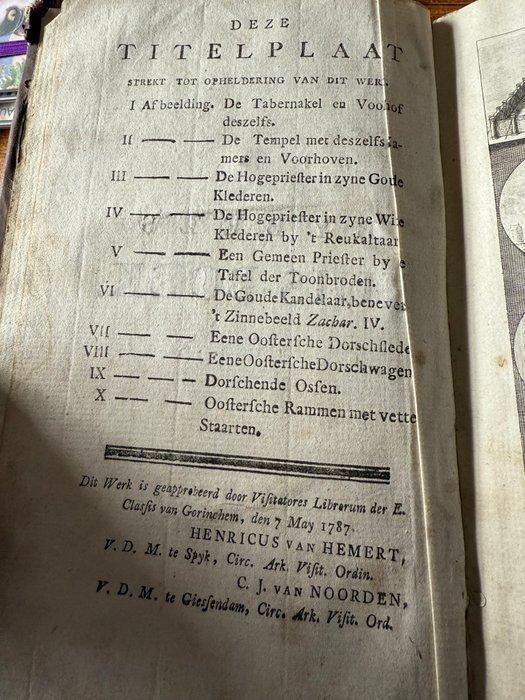 DEZE
TITELPLAAT
STREKT TOT OPHELDERING VAN DIT WERK.
I Afbeelding. De Tabernakel en Voorhof
deszelfs.
II —— —— De Tempel met deszelfs
mers en Voorhoven.
III —— —— De Hogepriester in zyne Goude
Klederen.
IV —— —— De Hogepriester in zyne Witte
Klederen by 't Reukaltaar
V —— —— Een Gemeen Priester by
Tafel der Toonbroden.
VI —— —— De Goude Kandelaar, beneven
't Zinnebeeld Zachar. IV.
VII —— —— Eene Oostersche Dorschslede
VIII —— —— Eene Oostersche Dorschwagen
IX —— —— Dorschende Ossen.
X —— —— Oostersche Rammen met vette
Staarten.
Dit Werk is geapprobeerd door Visitatores Librorum der E.
Classis van Gorinchem, den 7 May 1787.
HENRICUS VAN HEMERT,
V. D. M. te Spyk, Circ. Ark. Visit. Ordin.
C. J. VAN NOORDEN,
V. D. M. te Giessendam, Circ. Ark. Visit. Ord.